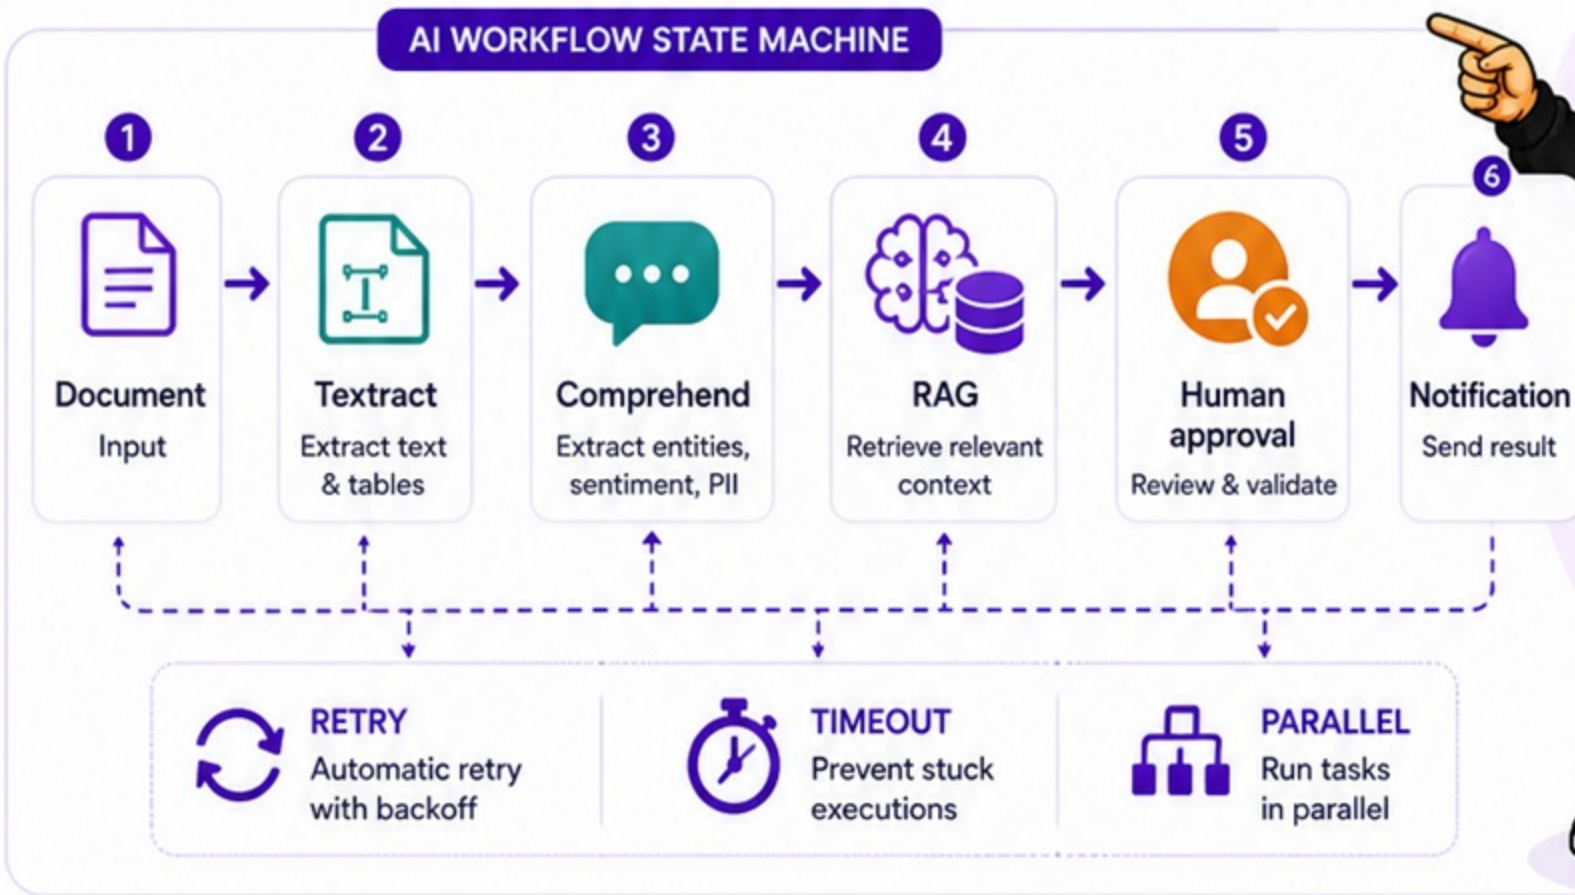 AI WORKFLOW STATE MACHINE
1
2
3
4
5
6
Document
Input
Textract
Extract text
& tables
Comprehend
Extract entities,
sentiment, PII
RAG
Retrieve relevant
context
Human
approval
Review & validate
Notification
Send result
RETRY
Automatic retry
with backoff
TIMEOUT
Prevent stuck
executions
PARALLEL
Run tasks
in parallel